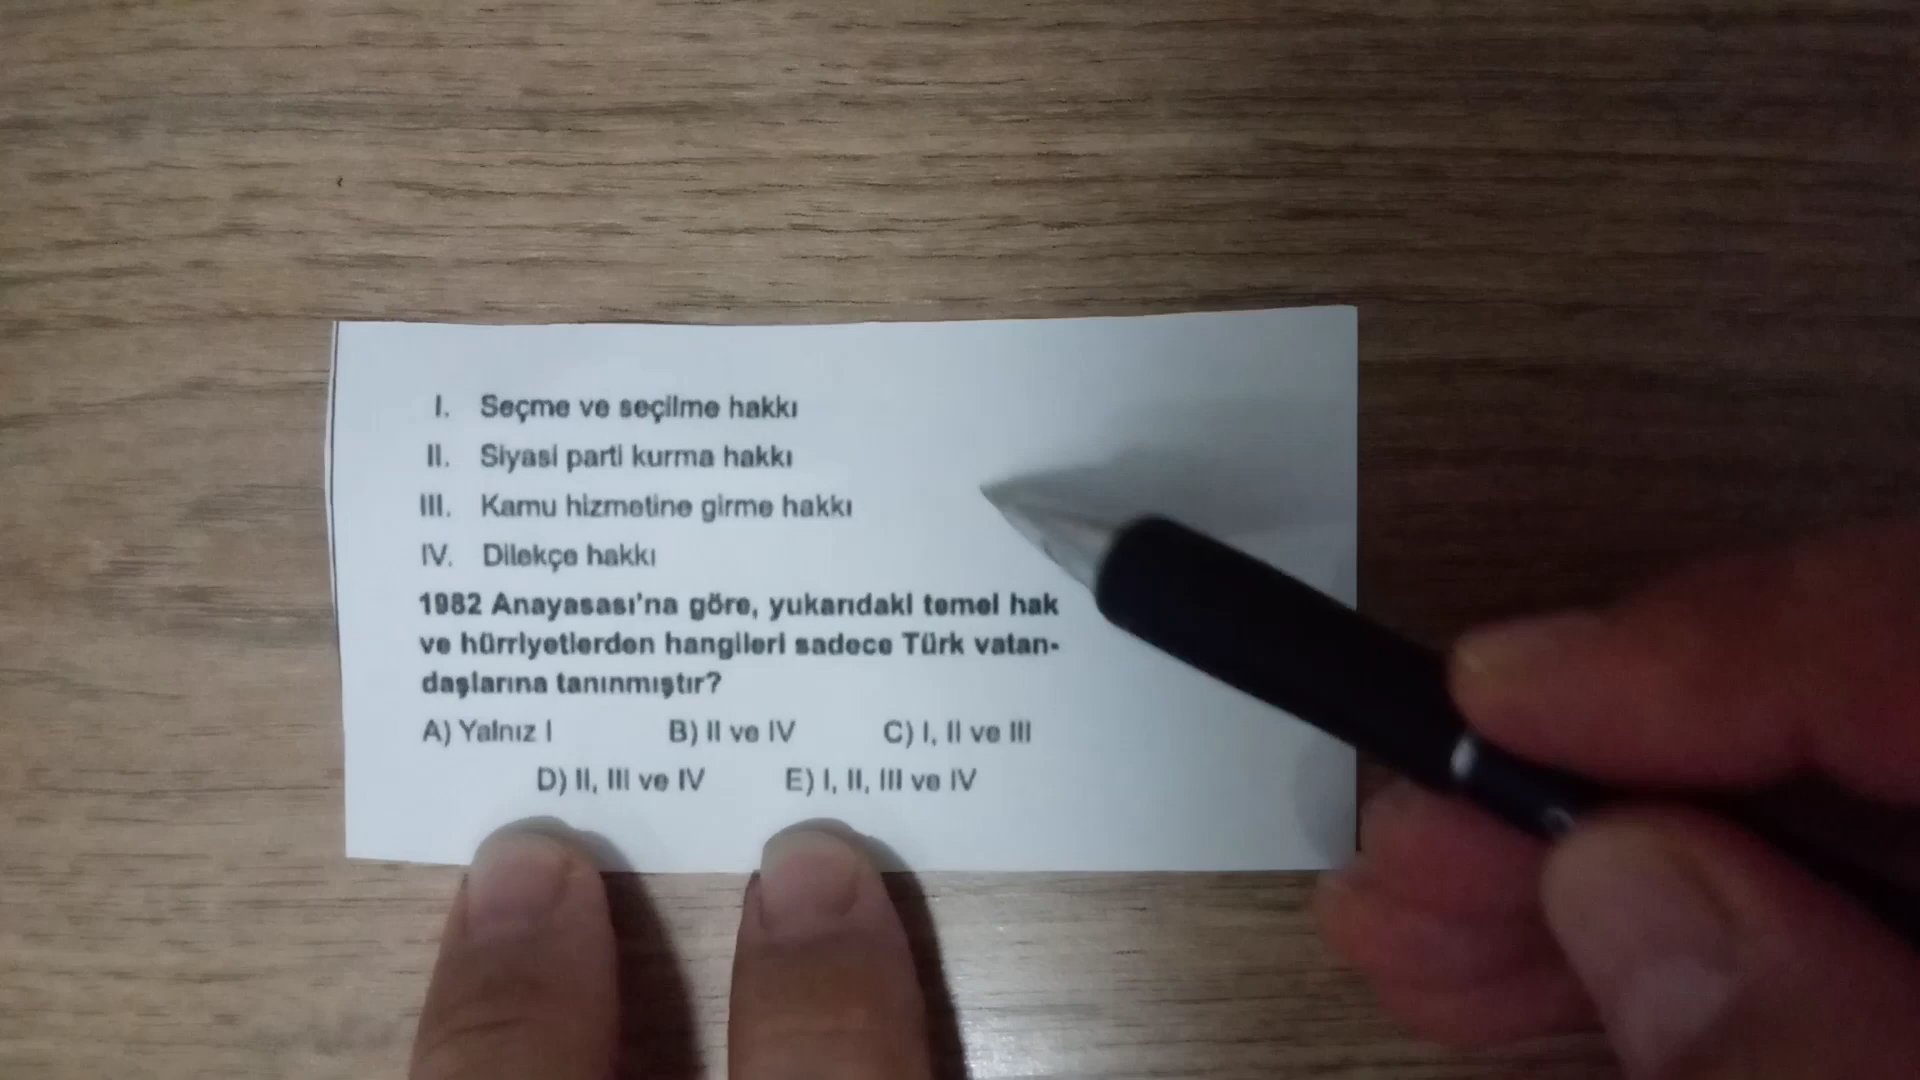 I. Seçme ve seçilme hakkı
II. Siyasi parti kurma hakkı
III. Kamu hizmetine girme hakkı
IV. Dilekçe hakkı
1982 Anayasası'na göre, yukarıdaki temel hak
ve hürriyetlerden hangileri sadece Türk vatan-
daşlarına tanınmıştır?
A) Yalnız I B) II ve IV C) I, II ve III
D) II, III ve IV E) I, II, III ve IV